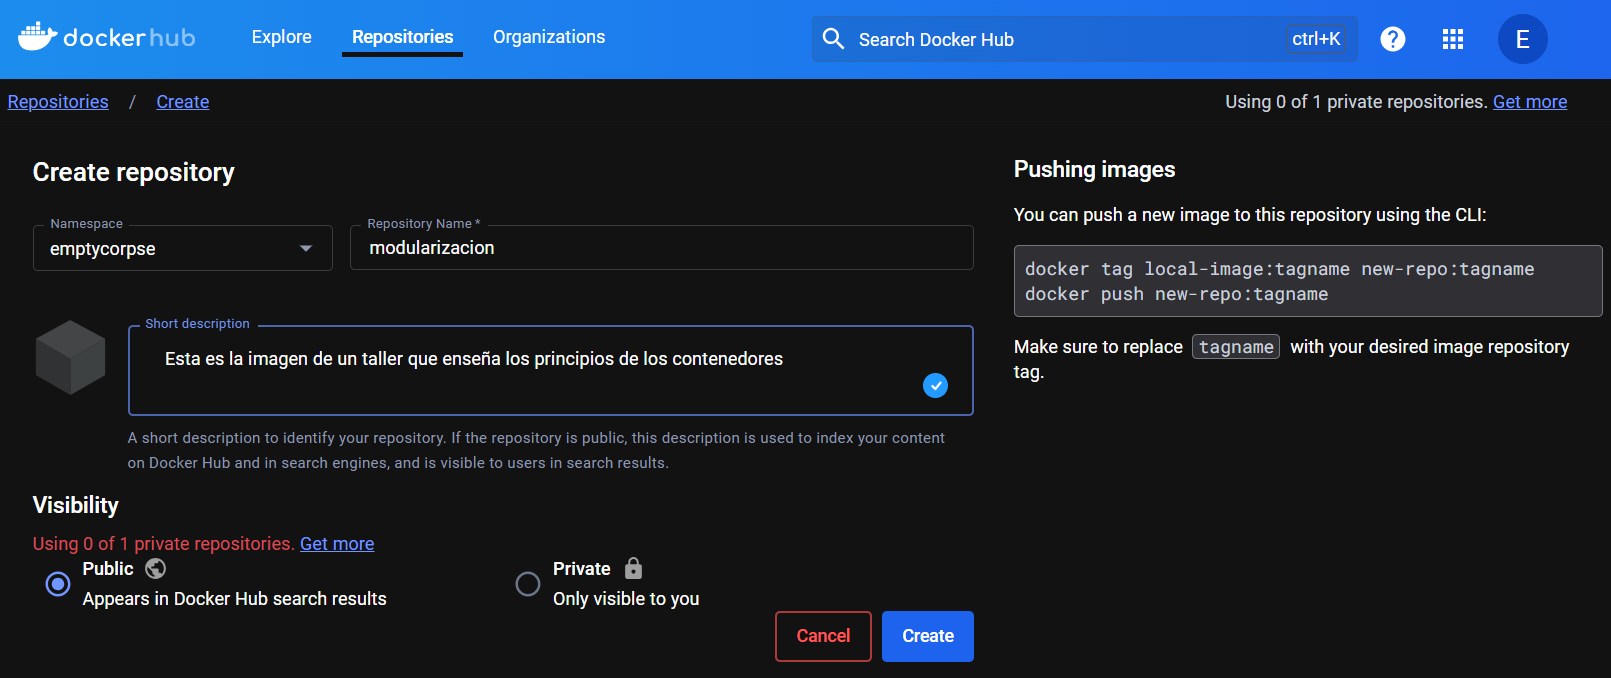 dockerhub Explore Repositories Organizations Search Docker Hub ctrl+K ? E
Repositories / Create Using 0 of 1 private repositories. Get more
Create repository
Namespace
emptycorpse
Repository Name *
modularizacion
Short description
Esta es la imagen de un taller que enseña los principios de los contenedores
A short description to identify your repository. If the repository is public, this description is used to index your content
on Docker Hub and in search engines, and is visible to users in search results.
Visibility
Using 0 of 1 private repositories. Get more
Public
Appears in Docker Hub search results
Private
Only visible to you
Cancel Create
Pushing images
You can push a new image to this repository using the CLI:
docker tag local-image:tagname new-repo:tagname
docker push new-repo:tagname
Make sure to replace tagname with your desired image repository
tag.